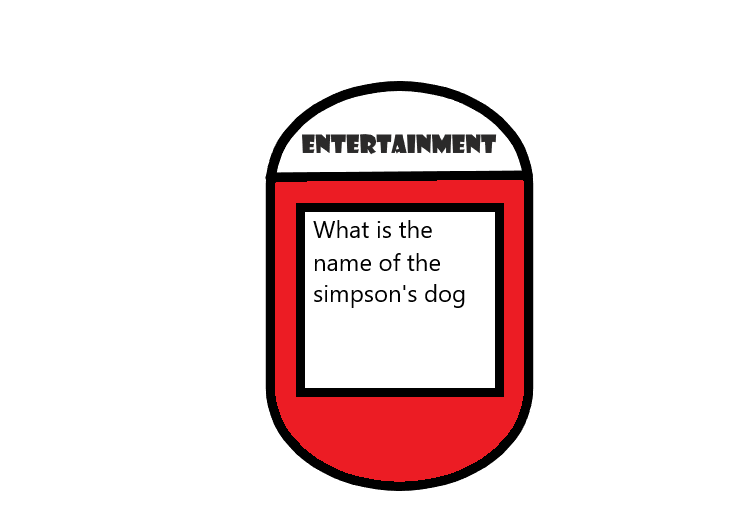 ENTERTAINMENT
What is the
name of the
simpson's dog